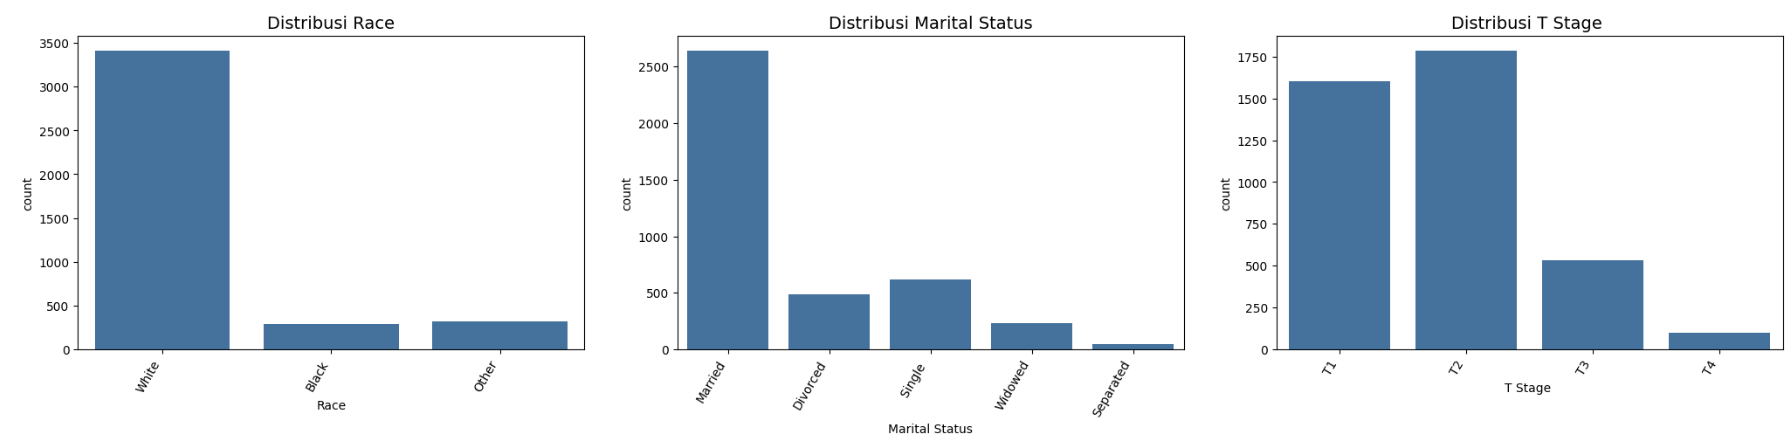 Distribusi Race
3500
3000
2500
2000
1500
1000
500
0
count
White
Black
Other
Race
Distribusi Marital Status
2500
2000
1500
1000
500
0
count
Married
Divorced
Single
Widowed
Separated
Marital Status
Distribusi T Stage
1750
1500
1250
1000
750
500
250
0
count
T1
T2
T3
T4
T Stage